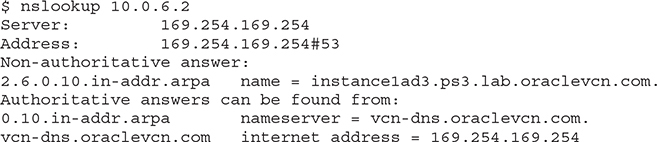 $ nslookup 10.0.6.2
Server: 169.254.169.254
Address: 169.254.169.254#53
Non-authoritative answer:
2.6.0.10.in-addr.arpa name = instance1ad3.ps3.lab.oraclevcn.com.
Authoritative answers can be found from:
0.10.in-addr.arpa nameserver = vcn-dns.oraclevcn.com.
vcn-dns.oraclevcn.com internet address = 169.254.169.254